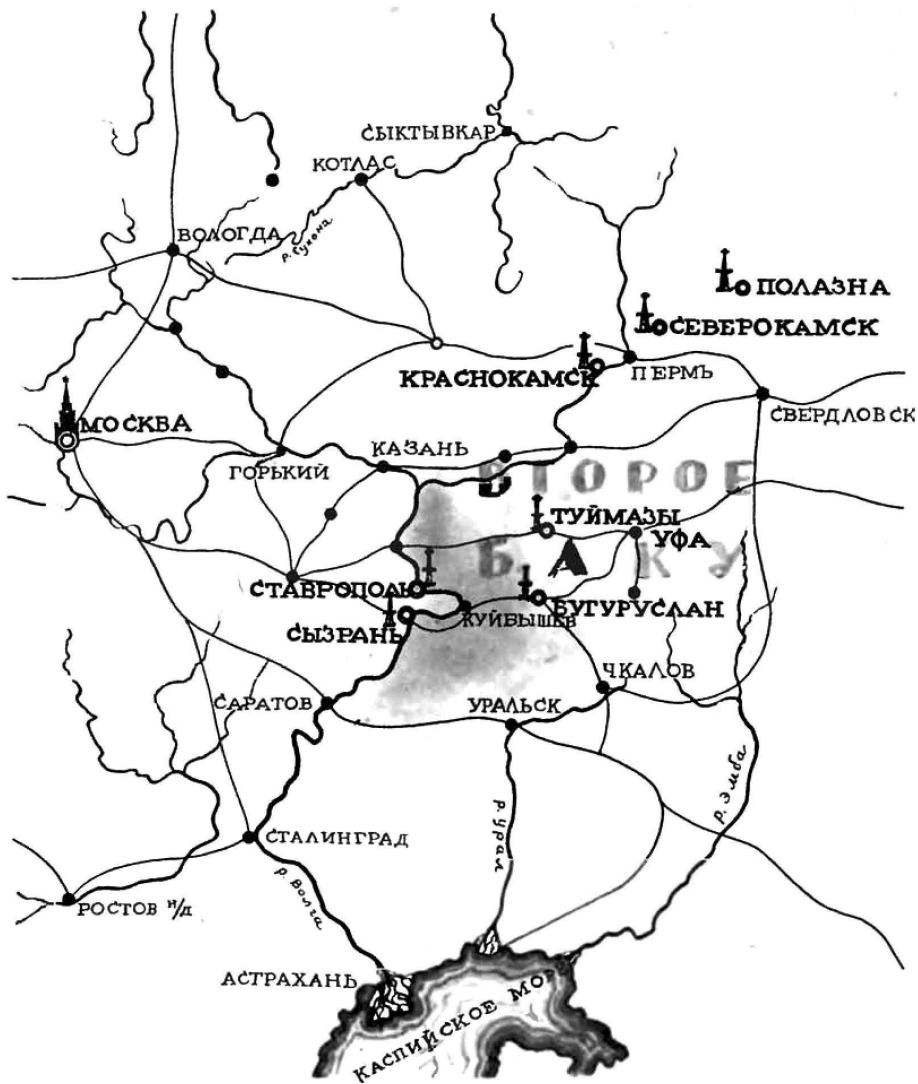 СЫКТЫВКАР
КОТЛАС
ВОЛОГДА
р. Сухона
ПОЛАЗНА
СЕВЕРОКАМСК
КРАСНОКАМСК
ПЕРМЬ
СВЕРДЛОВСК
МОСКВА
ГОРЬКИЙ
КАЗАНЬ
ВТОРОЕ
ТУЙМАЗЫ
УФА
БАКУ
СТАВРОПОЛЬ
БУГУРУСЛАН
СЫЗРАНЬ
КУЙБЫШЕВ
ЧКАЛОВ
САРАТОВ
УРАЛЬСК
р. Эмба
р. Урал
СТАЛИНГРАД
р. Волга
РОСТОВ Н/Д
АСТРАХАНЬ
КАСПИЙСКОЕ МОРЕ